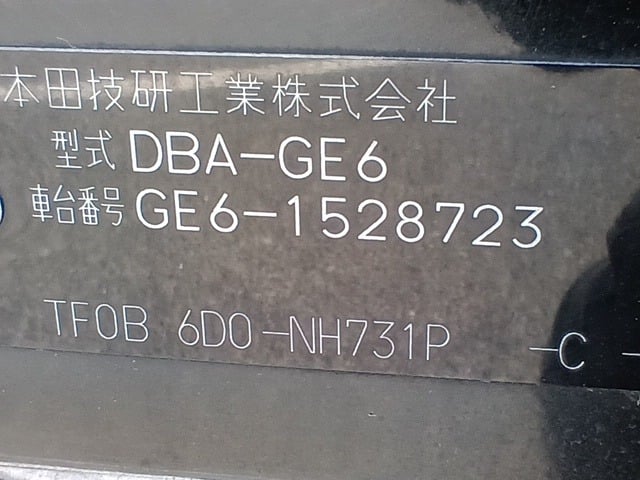 本田技研工業株式会社
型式 DBA-GE6
車台番号 GE6-1528723
TF0B 6D0-NH731P -C -